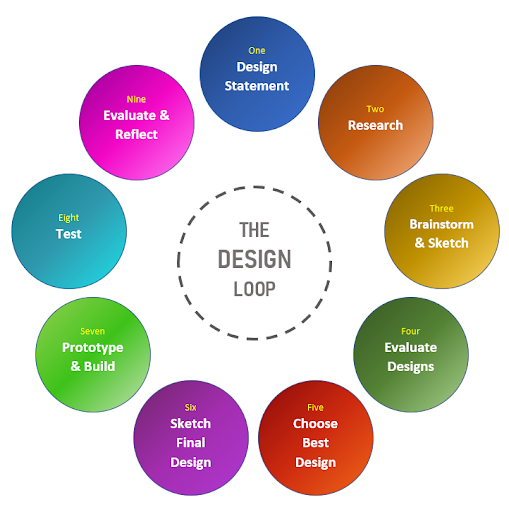 One
Design
Statement
Two
Research
Three
Brainstorm
& Sketch
Four
Evaluate
Designs
Five
Choose
Best
Design
Six
Sketch
Final
Design
Seven
Prototype
& Build
Eight
Test
Nine
Evaluate &
Reflect
THE
DESIGN
LOOP